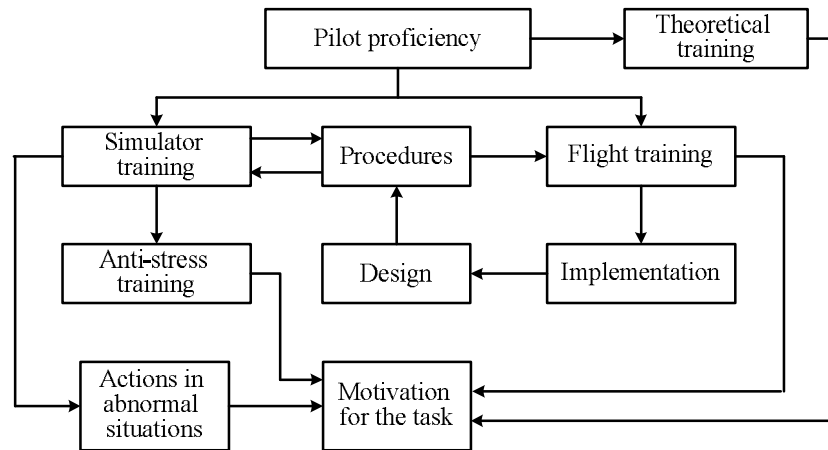 Pilot proficiency
Theoretical
training
Simulator
training
Procedures
Flight training
Anti-stress
training
Design
Implementation
Actions in
abnormal
situations
Motivation
for the task